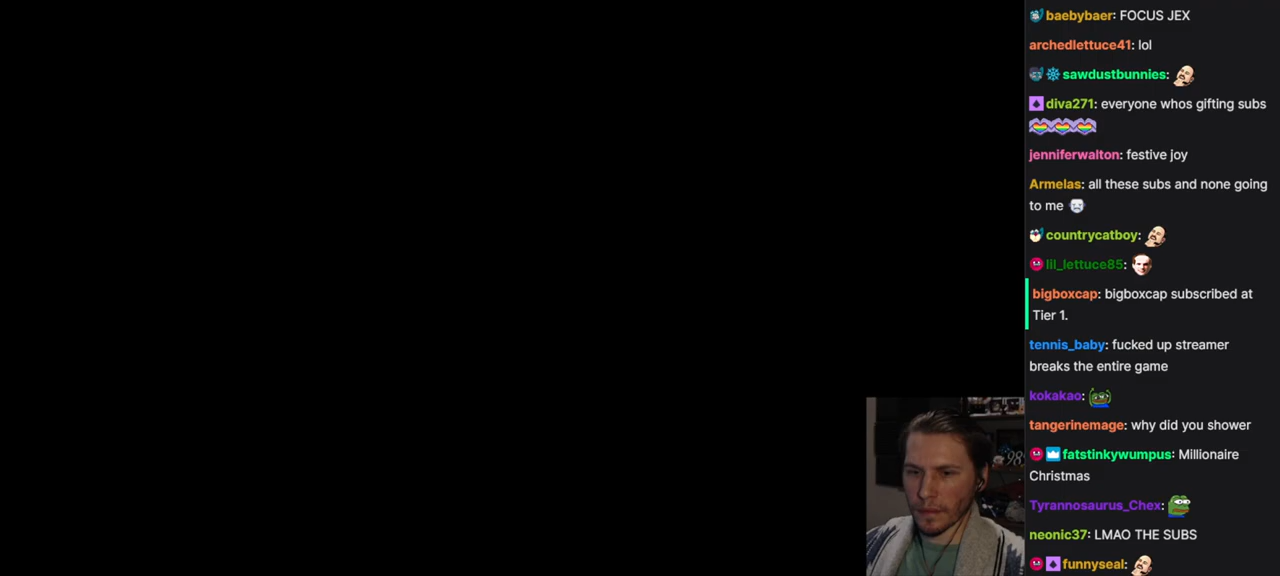 baebybaer: FOCUS JEX
archedlettuce41: lol
sawdustbunnies:
diva271: everyone whos gifting subs
jenniferwalton: festive joy
Armelas: all these subs and none going
to me
countrycatboy:
lil_lettuce85:
bigboxcap: bigboxcap subscribed at
Tier 1.
tennis_baby: fucked up streamer
breaks the entire game
kokakao:
tangerinemage: why did you shower
fatstinkywumpus: Millionaire
Christmas
Tyrannosaurus_Chex:
neonic37: LMAO THE SUBS
funnyseal: